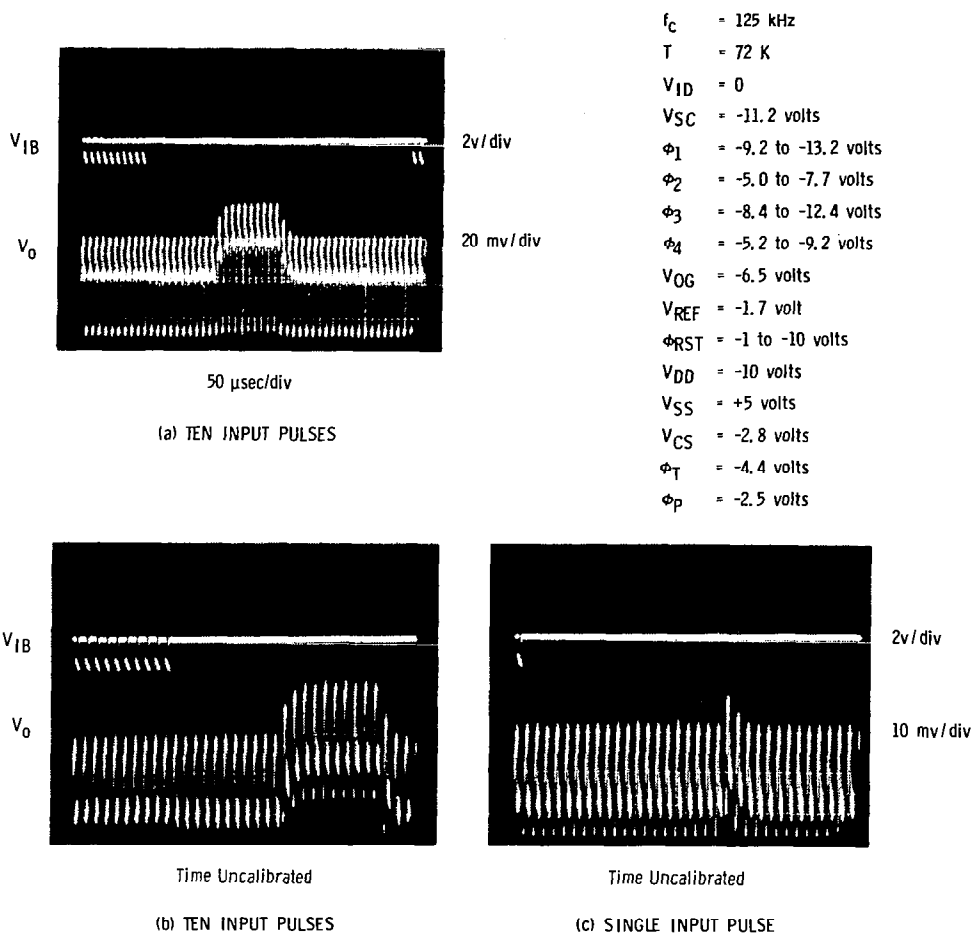 f_C = 125 kHz
T = 72 K
V_ID = 0
V_SC = -11.2 volts
ϕ_1 = -9.2 to -13.2 volts
ϕ_2 = -5.0 to -7.7 volts
ϕ_3 = -8.4 to -12.4 volts
ϕ_4 = -5.2 to -9.2 volts
V_OG = -6.5 volts
V_REF = -1.7 volt
ϕ_RST = -1 to -10 volts
V_DD = -10 volts
V_SS = +5 volts
V_CS = -2.8 volts
ϕ_T = -4.4 volts
ϕ_P = -2.5 volts
V_IB
2v/div
V_o
20 mv/div
50 μsec/div
(a) TEN INPUT PULSES
V_IB
V_o
2v/div
10 mv/div
Time Uncalibrated
(b) TEN INPUT PULSES
Time Uncalibrated
(c) SINGLE INPUT PULSE